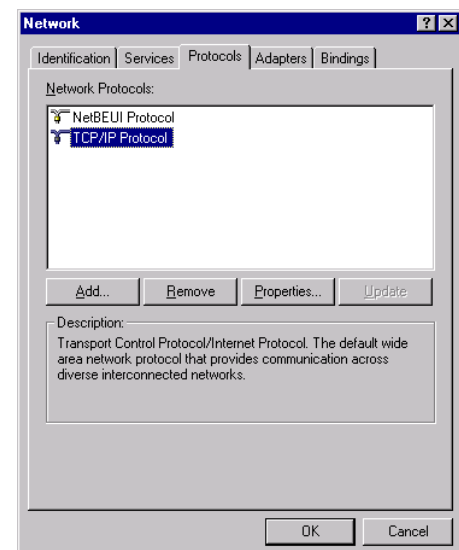 Network
Identification Services Protocols Adapters Bindings
Network Protocols:
NetBEUI Protocol
TCP/IP Protocol
Add... Remove Properties... Update
Description:
Transport Control Protocol/Internet Protocol. The default wide
area network protocol that provides communication across
diverse interconnected networks.
OK Cancel